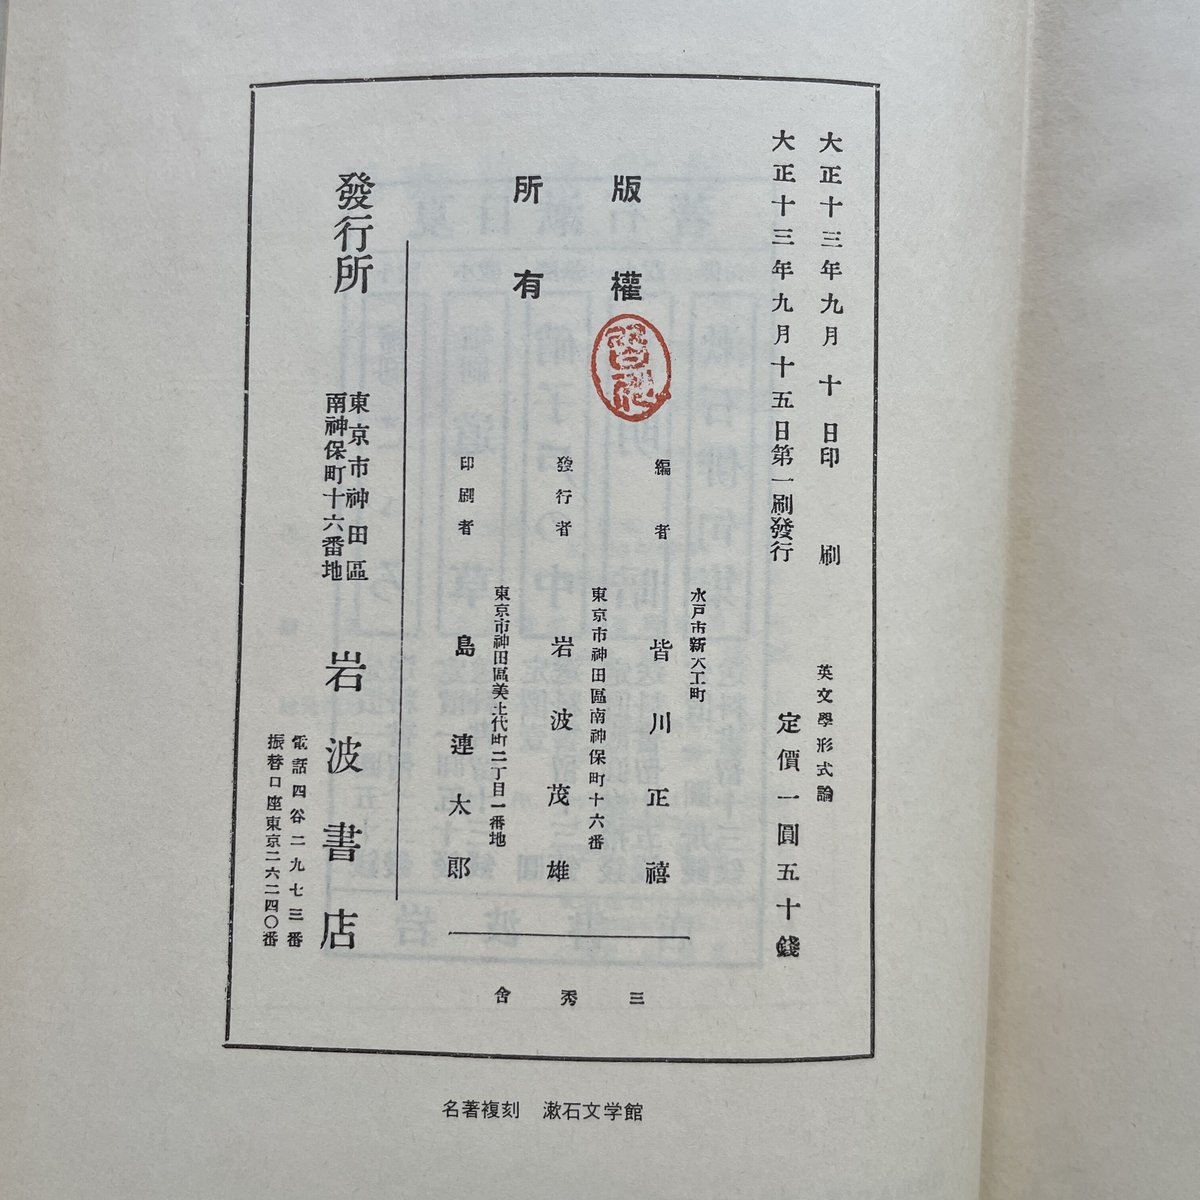 大正十三年九月十日印刷
大正十三年九月十五日第一刷發行
英文學形式論
定價一圓五十錢
版權
所有
編者
水戸市新大工町
皆川正禧
發行者
東京市神田區南神保町十六番
岩波茂雄
印刷者
東京市神田區美土代町二丁目一番地
島連太郎
三秀舍
發行所
東京市神田區
南神保町十六番地
岩波書店
電話四谷二九七三番
振替口座東京二六二四〇番
名著複刻　漱石文学館